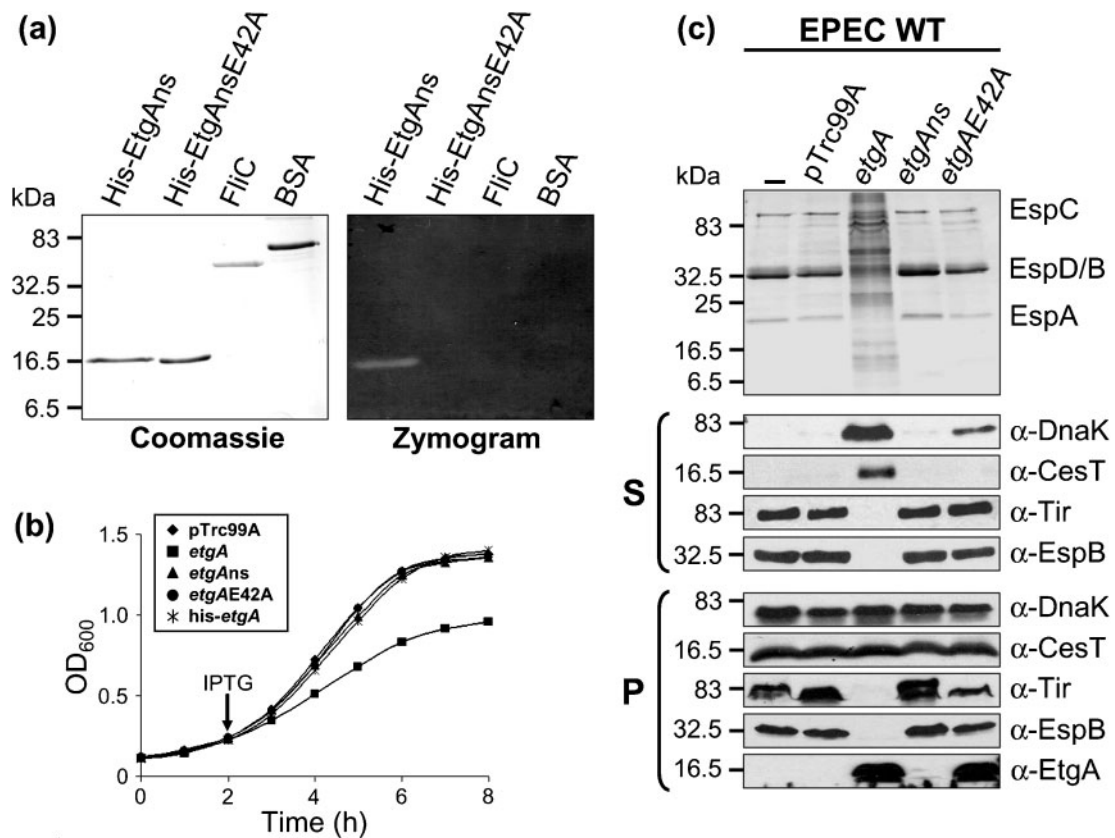 (a)
His-EtgAns
His-EtgAnsE42A
FliC
BSA
His-EtgAns
His-EtgAnsE42A
FliC
BSA
kDa
83
32.5
25
16.5
6.5
Coomassie
Zymogram
(b)
pTrc99A
etgA
etgAns
etgAE42A
his-etgA
IPTG
OD600
1.5
1.0
0.5
0
0 2 4 6 8
Time (h)
(c)
EPEC WT
–
pTrc99A
etgA
etgAns
etgAE42A
kDa
83
32.5
25
16.5
6.5
EspC
EspD/B
EspA
S
83 α-DnaK
16.5 α-CesT
83 α-Tir
32.5 α-EspB
P
83 α-DnaK
16.5 α-CesT
83 α-Tir
32.5 α-EspB
16.5 α-EtgA